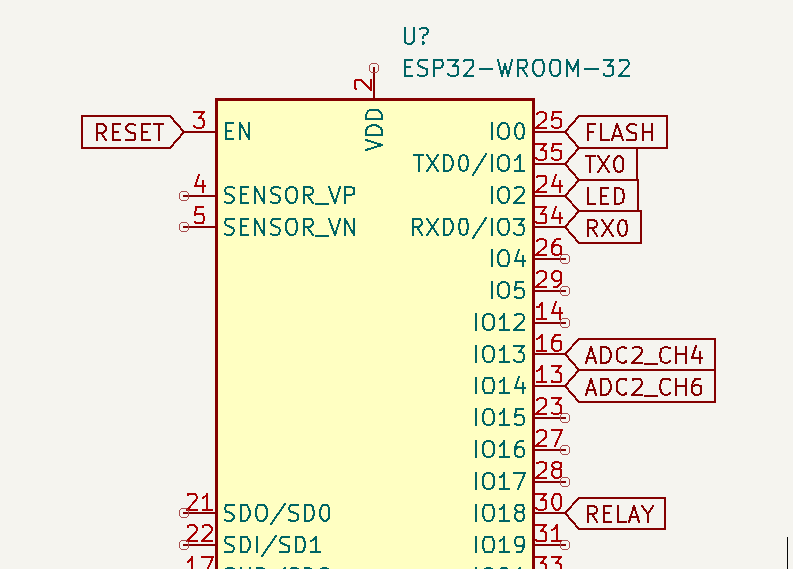 U?
ESP32-WROOM-32
2
VDD
RESET 3 EN IO0 25 FLASH
TXD0/IO1 35 TX0
4 SENSOR_VP IO2 24 LED
5 SENSOR_VN RXD0/IO3 34 RX0
IO4 26
IO5 29
IO12 14
IO13 16 ADC2_CH4
IO14 13 ADC2_CH6
IO15 23
IO16 27
IO17 28
21 SDO/SD0 IO18 30 RELAY
22 SDI/SD1 IO19 31
17 33